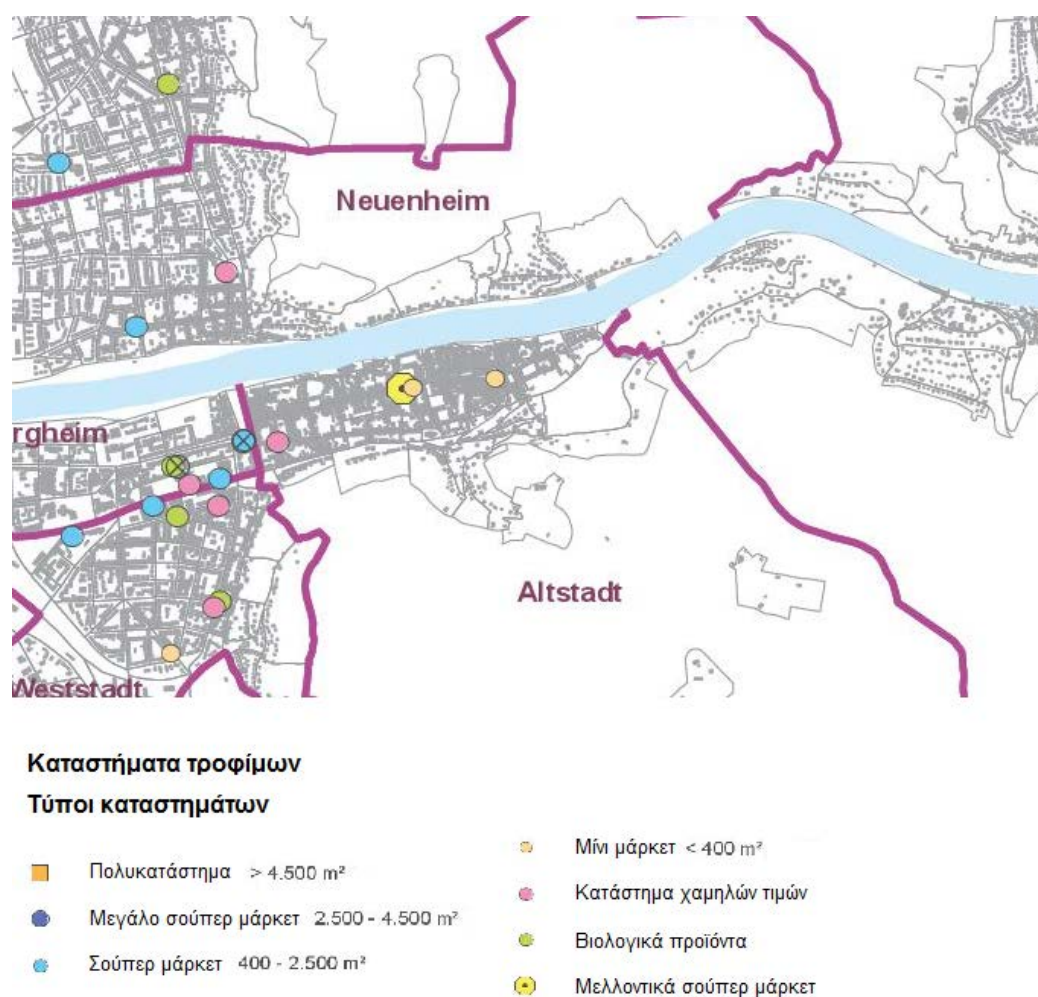 Neuenheim
rgheim
Altstadt
Weststadt
Καταστήματα τροφίμων
Τύποι καταστημάτων
Πολυκατάστημα > 4.500 m²
Μεγάλο σούπερ μάρκετ 2.500 - 4.500 m²
Σούπερ μάρκετ 400 - 2.500 m²
Μίνι μάρκετ < 400 m²
Κατάστημα χαμηλών τιμών
Βιολογικά προϊόντα
Μελλοντικά σούπερ μάρκετ